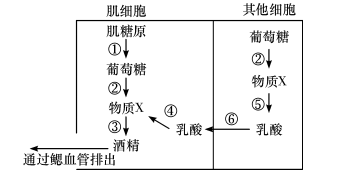 肌细胞
其他细胞
肌糖原
①
葡萄糖
②
物质X
③
酒精
④
乳酸
通过鳃血管排出
葡萄糖
②
物质X
⑤
乳酸
⑥